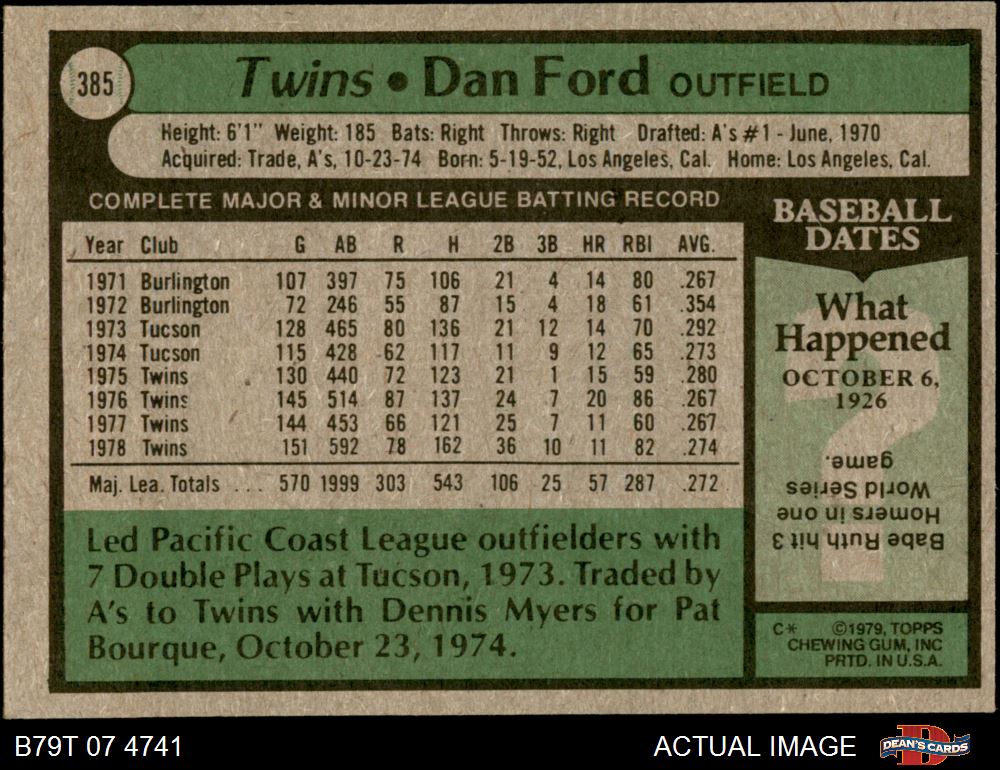 385
Twins • Dan Ford OUTFIELD
Height: 6'1" Weight: 185 Bats: Right Throws: Right Drafted: A's #1 - June, 1970
Acquired: Trade, A's, 10-23-74 Born: 5-19-52, Los Angeles, Cal. Home: Los Angeles, Cal.
COMPLETE MAJOR & MINOR LEAGUE BATTING RECORD
Year Club G AB R H 2B 3B HR RBI AVG.
1971 Burlington 107 397 75 106 21 4 14 80 .267
1972 Burlington 72 246 55 87 15 4 18 61 .354
1973 Tucson 128 465 80 136 21 12 14 70 .292
1974 Tucson 115 428 62 117 11 9 12 65 .273
1975 Twins 130 440 72 123 21 1 15 59 .280
1976 Twins 145 514 87 137 24 7 20 86 .267
1977 Twins 144 453 66 121 25 7 11 60 .267
1978 Twins 151 592 78 162 36 10 11 82 .274
Maj. Lea. Totals ... 570 1999 303 543 106 25 57 287 .272
Led Pacific Coast League outfielders with
7 Double Plays at Tucson, 1973. Traded by
A's to Twins with Dennis Myers for Pat
Bourque, October 23, 1974.
BASEBALL
DATES
What
Happened
OCTOBER 6,
1926
Babe Ruth hit 3
Homers in one
World Series
game.
C* ©1979, TOPPS
CHEWING GUM, INC
PRTD. IN U.S.A.
B79T 07 4741
ACTUAL IMAGE
D
DEAN'S CARDS